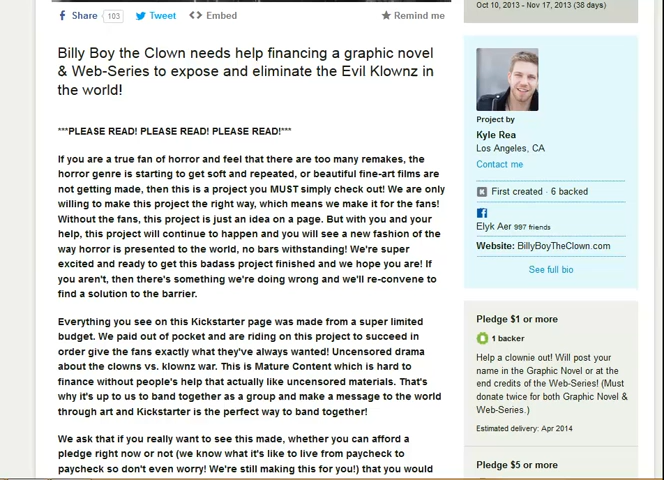 Share 103 Tweet <> Embed Remind me
Billy Boy the Clown needs help financing a graphic novel
& Web-Series to expose and eliminate the Evil Klownz in
the world!
***PLEASE READ! PLEASE READ! PLEASE READ!***
If you are a true fan of horror and feel that there are too many remakes, the
horror genre is starting to get soft and repeated, or beautiful fine-art films are
not getting made, then this is a project you MUST simply check out! We are only
willing to make this project the right way, which means we make it for the fans!
Without the fans, this project is just an idea on a page. But with you and your
help, this project will continue to happen and you will see a new fashion of the
way horror is presented to the world, no bars withstanding! We're super
excited and ready to get this badass project finished and we hope you are! If
you aren't, then there's something we're doing wrong and we'll re-convene to
find a solution to the barrier.
Everything you see on this Kickstarter page was made from a super limited
budget. We paid out of pocket and are riding on this project to succeed in
order give the fans exactly what they've always wanted! Uncensored drama
about the clowns vs. klownz war. This is Mature Content which is hard to
finance without people's help that actually like uncensored materials. That's
why it's up to us to band together as a group and make a message to the world
through art and Kickstarter is the perfect way to band together!
We ask that if you really want to see this made, whether you can afford a
pledge right now or not (we know what it's like to live from paycheck to
paycheck so don't even worry! We're still making this for you!) that you would
Oct 10, 2013 - Nov 17, 2013 (38 days)
Project by
Kyle Rea
Los Angeles, CA
Contact me
First created · 6 backed
Elyk Aer 997 friends
Website: BillyBoyTheClown.com
See full bio
Pledge $1 or more
1 backer
Help a clownie out! Will post your
name in the Graphic Novel or at the
end credits of the Web-Series! (Must
donate twice for both Graphic Novel &
Web-Series.)
Estimated delivery: Apr 2014
Pledge $5 or more